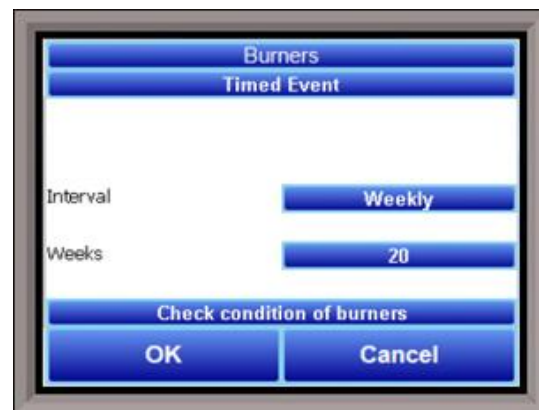 Burners
Timed Event
Interval Weekly
Weeks 20
Check condition of burners
OK Cancel